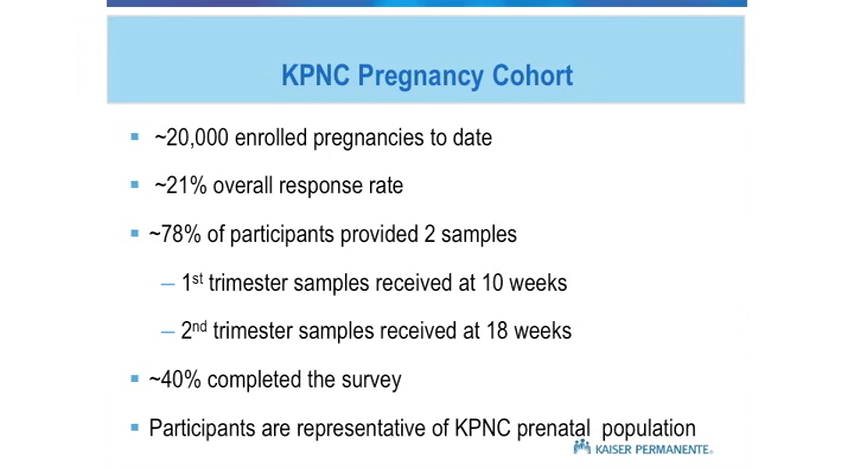 KPNC Pregnancy Cohort
~20,000 enrolled pregnancies to date
~21% overall response rate
~78% of participants provided 2 samples
– 1st trimester samples received at 10 weeks
– 2nd trimester samples received at 18 weeks
~40% completed the survey
Participants are representative of KPNC prenatal population
KAISER PERMANENTE®